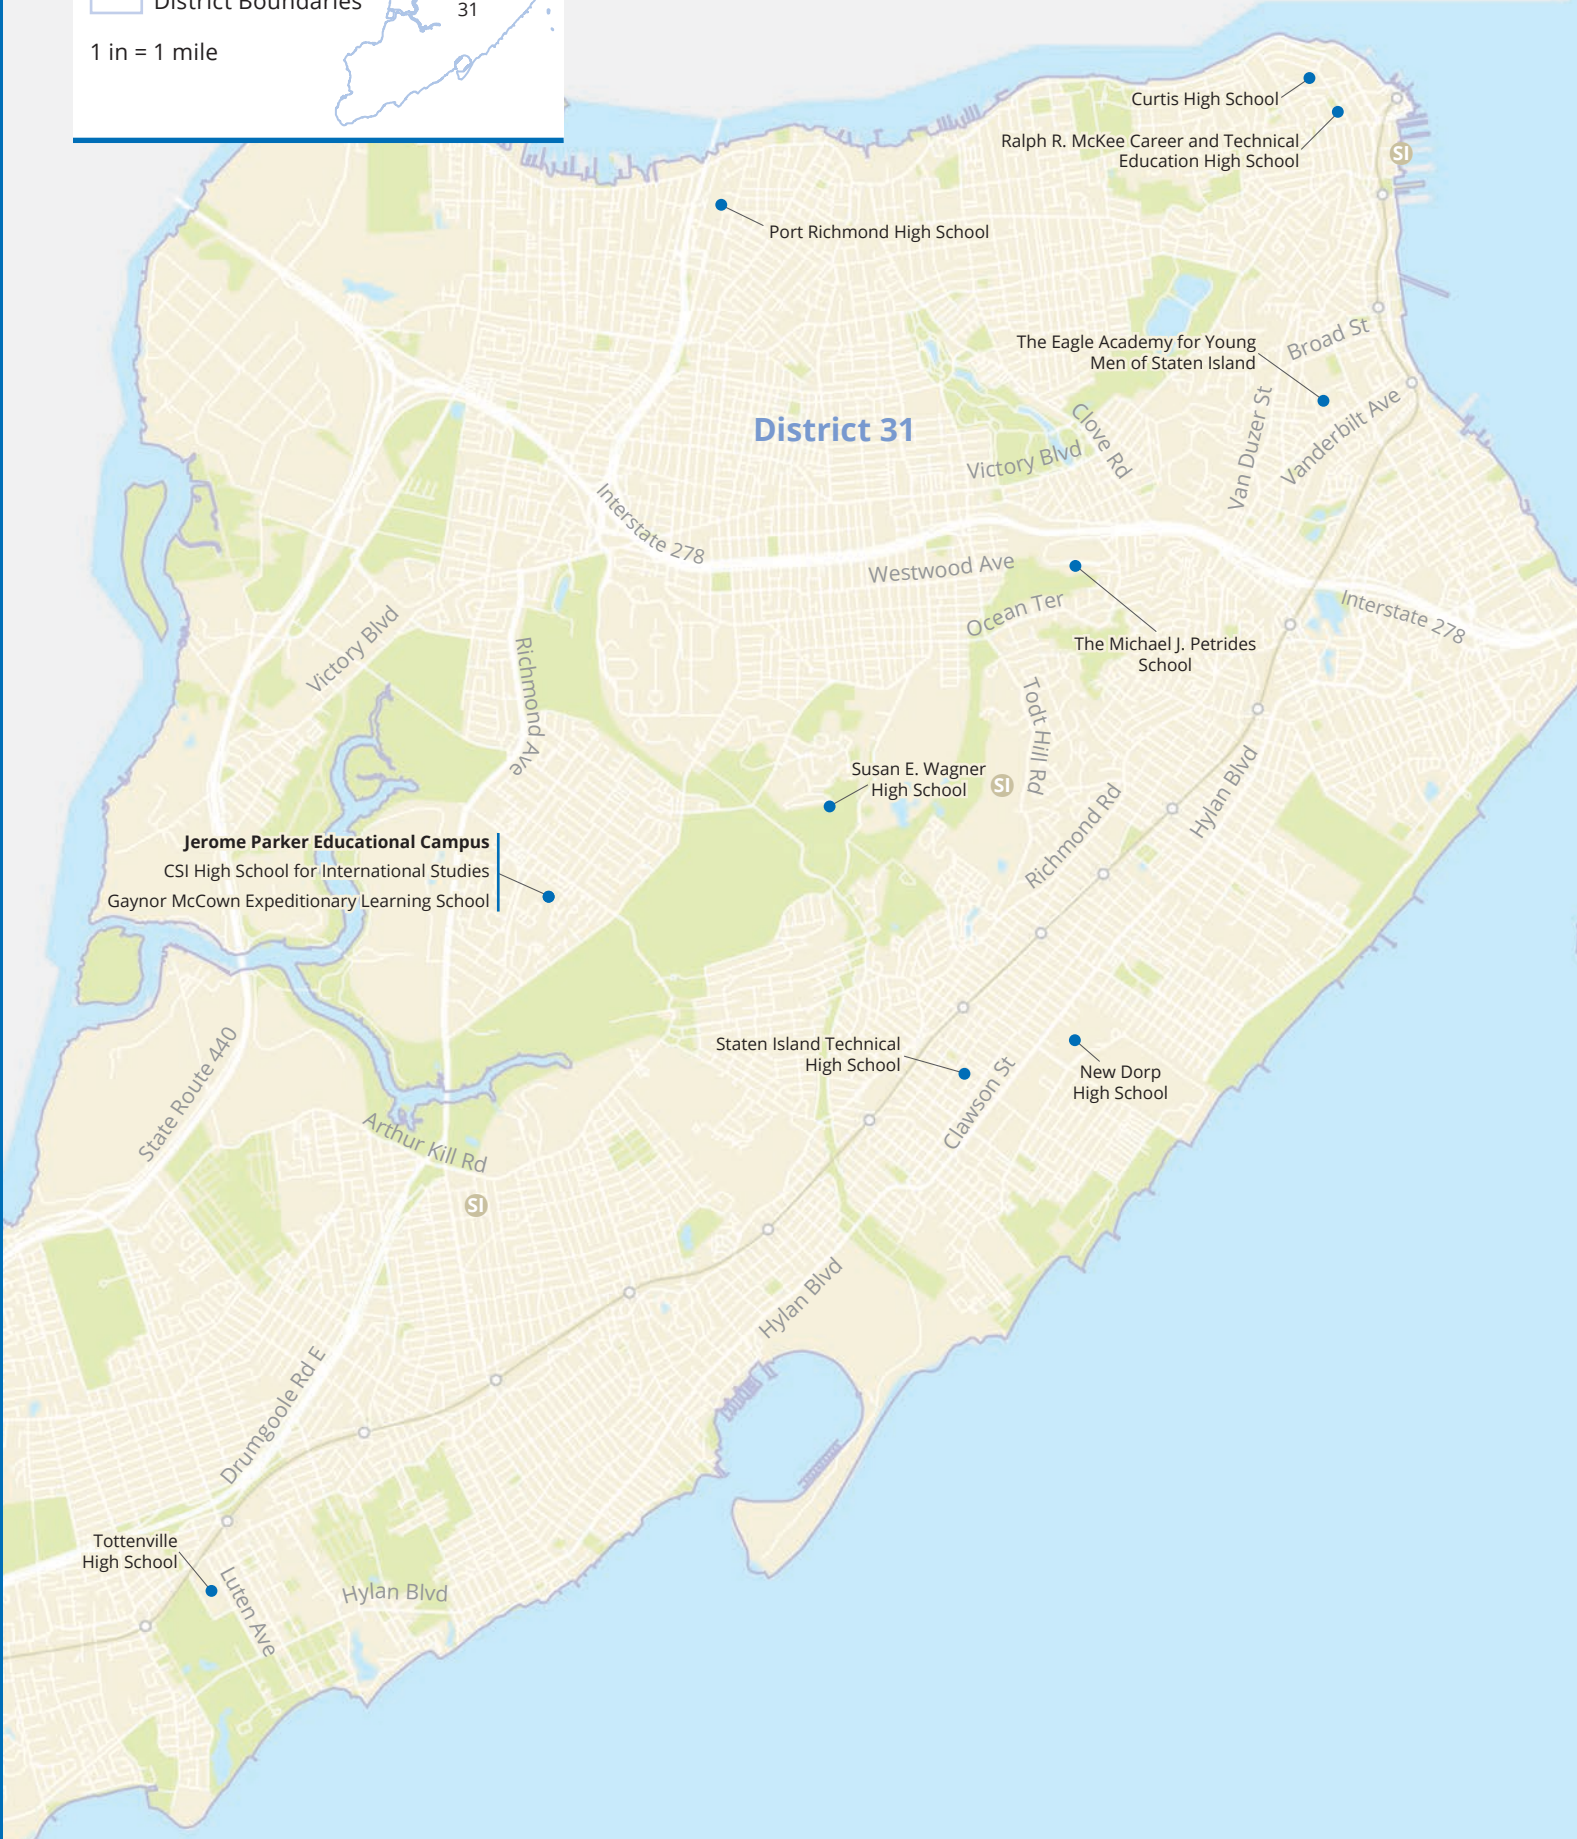 District Boundaries
31
1 in = 1 mile
Curtis High School
Ralph R. McKee Career and Technical
Education High School
SI
Port Richmond High School
The Eagle Academy for Young
Men of Staten Island
Broad St
Van Duzer St
Vanderbilt Ave
District 31
Clove Rd
Victory Blvd
Interstate 278
Westwood Ave
Ocean Ter
Interstate 278
The Michael J. Petrides
School
Victory Blvd
Richmond Ave
Todt Hill Rd
Susan E. Wagner
High School
SI
Hylan Blvd
Richmond Rd
Jerome Parker Educational Campus
CSI High School for International Studies
Gaynor McCown Expeditionary Learning School
State Route 440
Staten Island Technical
High School
New Dorp
High School
Clawson St
Arthur Kill Rd
SI
Hylan Blvd
Drumgoole Rd E
Tottenville
High School
Luten Ave
Hylan Blvd